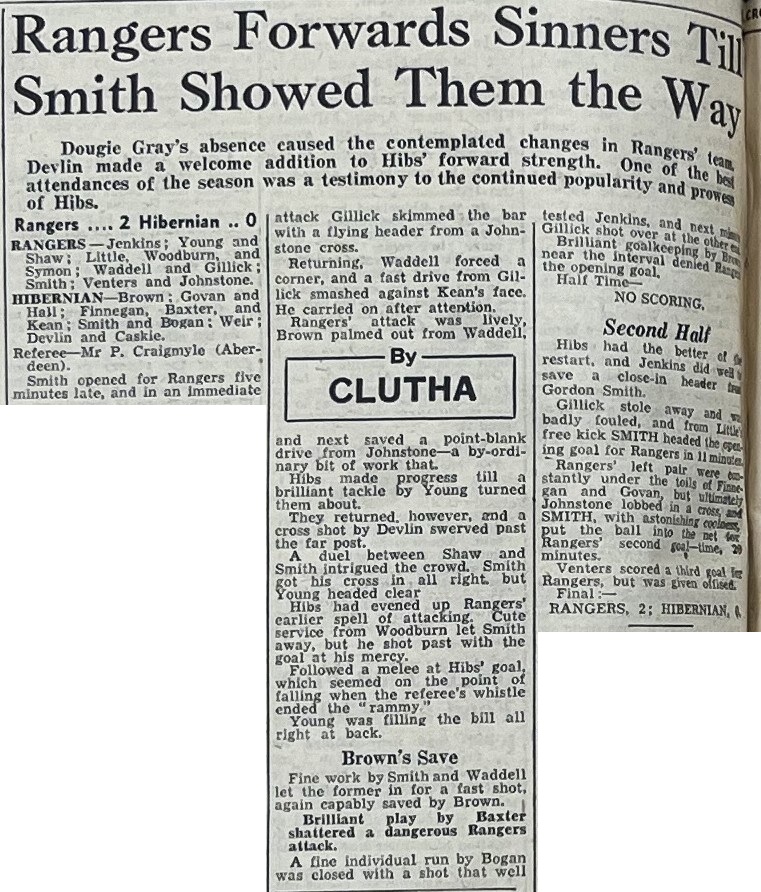 Rangers Forwards Sinners Till
Smith Showed Them the Way
Dougie Gray's absence caused the contemplated changes in Rangers' team.
Devlin made a welcome addition to Hibs' forward strength. One of the best
attendances of the season was a testimony to the continued popularity and prowess
of Hibs.
Rangers .... 2 Hibernian .. 0
RANGERS—Jenkins; Young and
Shaw; Little, Woodburn, and
Symon; Waddell and Gillick;
Smith; Venters and Johnstone.
HIBERNIAN—Brown; Govan and
Hall; Finnegan, Baxter, and
Kean; Smith and Bogan; Weir;
Devlin and Caskie.
Referee—Mr P. Craigmyle (Aber-
deen).
Smith opened for Rangers five
minutes late, and in an immediate
attack Gillick skimmed the bar
with a flying header from a John-
stone cross.
Returning, Waddell forced a
corner, and a fast drive from Gil-
lick smashed against Kean's face.
He carried on after attention.
Rangers' attack was lively,
Brown palmed out from Waddell,
By
CLUTHA
and next saved a point-blank
drive from Johnstone—a by-ordi-
nary bit of work that.
Hibs made progress till a
brilliant tackle by Young turned
them about.
They returned, however, and a
cross shot by Devlin swerved past
the far post.
A duel between Shaw and
Smith intrigued the crowd. Smith
got his cross in all right, but
Young headed clear
Hibs had evened up Rangers'
earlier spell of attacking. Cute
service from Woodburn let Smith
away, but he shot past with the
goal at his mercy.
Followed a melee at Hibs' goal,
which seemed on the point of
falling when the referee's whistle
ended the "rammy."
Young was filling the bill all
right at back.
Brown's Save
Fine work by Smith and Waddell
let the former in for a fast shot,
again capably saved by Brown.
Brilliant play by Baxter
shattered a dangerous Rangers
attack.
A fine individual run by Bogan
was closed with a shot that well
tested Jenkins, and next
Gillick shot over at the other end
Brilliant goalkeeping by Brown
near the interval denied Rangers
the opening goal.
Half Time—
NO SCORING.
Second Half
Hibs had the better of the
restart, and Jenkins did well to
save a close-in header from
Gordon Smith.
Gillick stole away and was
badly fouled, and from Little's
free kick SMITH headed the open-
ing goal for Rangers in 11 minutes.
Rangers' left pair were con-
stantly under the toils of Finne-
gan and Govan, but ultimately
Johnstone lobbed in a cross, and
SMITH, with astonishing coolness,
put the ball into the net for
Rangers' second goal—time, 29
minutes.
Venters scored a third goal for
Rangers, but was given offside.
Final:—
RANGERS, 2; HIBERNIAN, 0.